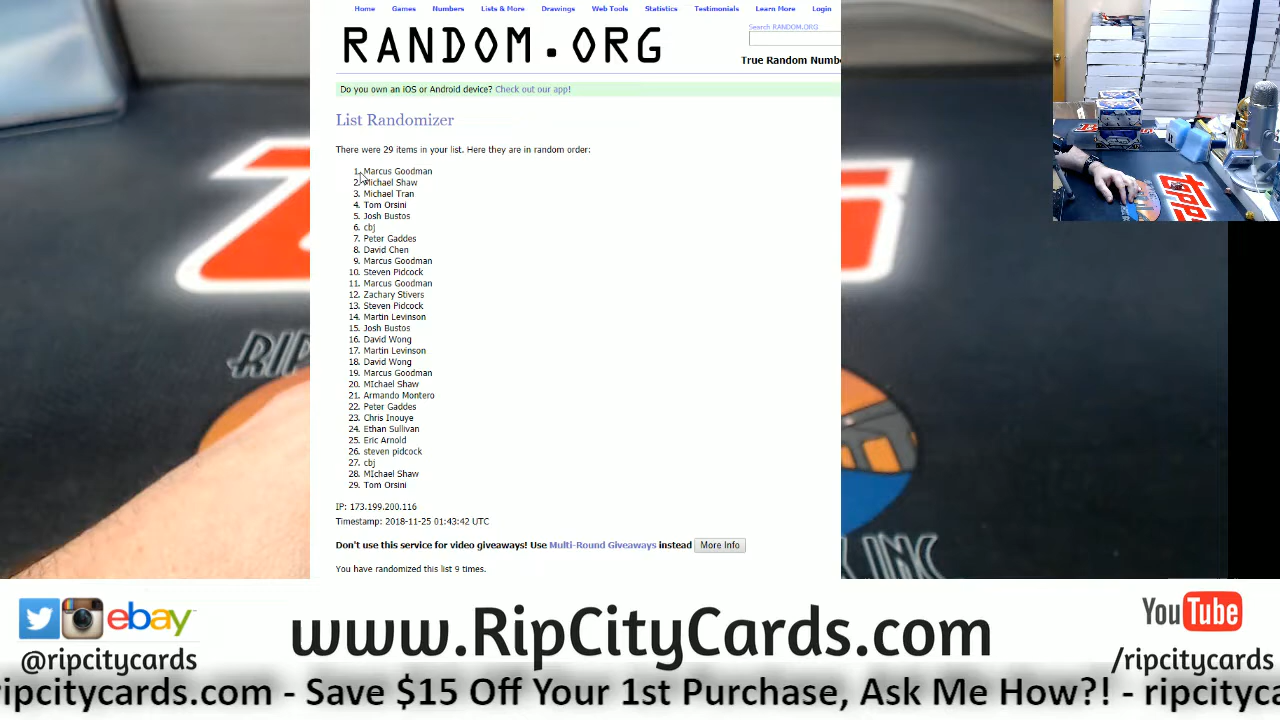 Home Games Numbers Lists & More Drawings Web Tools Statistics Testimonials Learn More Login
Search RANDOM.ORG
RANDOM.ORG
True Random Numbe
Do you own an iOS or Android device? Check out our app!
List Randomizer
There were 29 items in your list. Here they are in random order:
1. Marcus Goodman
2. Michael Shaw
3. Michael Tran
4. Tom Orsini
5. Josh Bustos
6. cbj
7. Peter Gaddes
8. David Chen
9. Marcus Goodman
10. Steven Pidcock
11. Marcus Goodman
12. Zachary Stivers
13. Steven Pidcock
14. Martin Levinson
15. Josh Bustos
16. David Wong
17. Martin Levinson
18. David Wong
19. Marcus Goodman
20. MIchael Shaw
21. Armando Montero
22. Peter Gaddes
23. Chris Inouye
24. Ethan Sullivan
25. Eric Arnold
26. steven pidcock
27. cbj
28. MIchael Shaw
29. Tom Orsini
IP: 173.199.200.116
Timestamp: 2018-11-25 01:43:42 UTC
Don't use this service for video giveaways! Use Multi-Round Giveaways instead More Info
You have randomized this list 9 times.
RIP
INC
ebay
@ripcitycards
www.RipCityCards.com
YouTube
/ripcitycards
ripcitycards.com - Save $15 Off Your 1st Purchase, Ask Me How?! - ripcityca